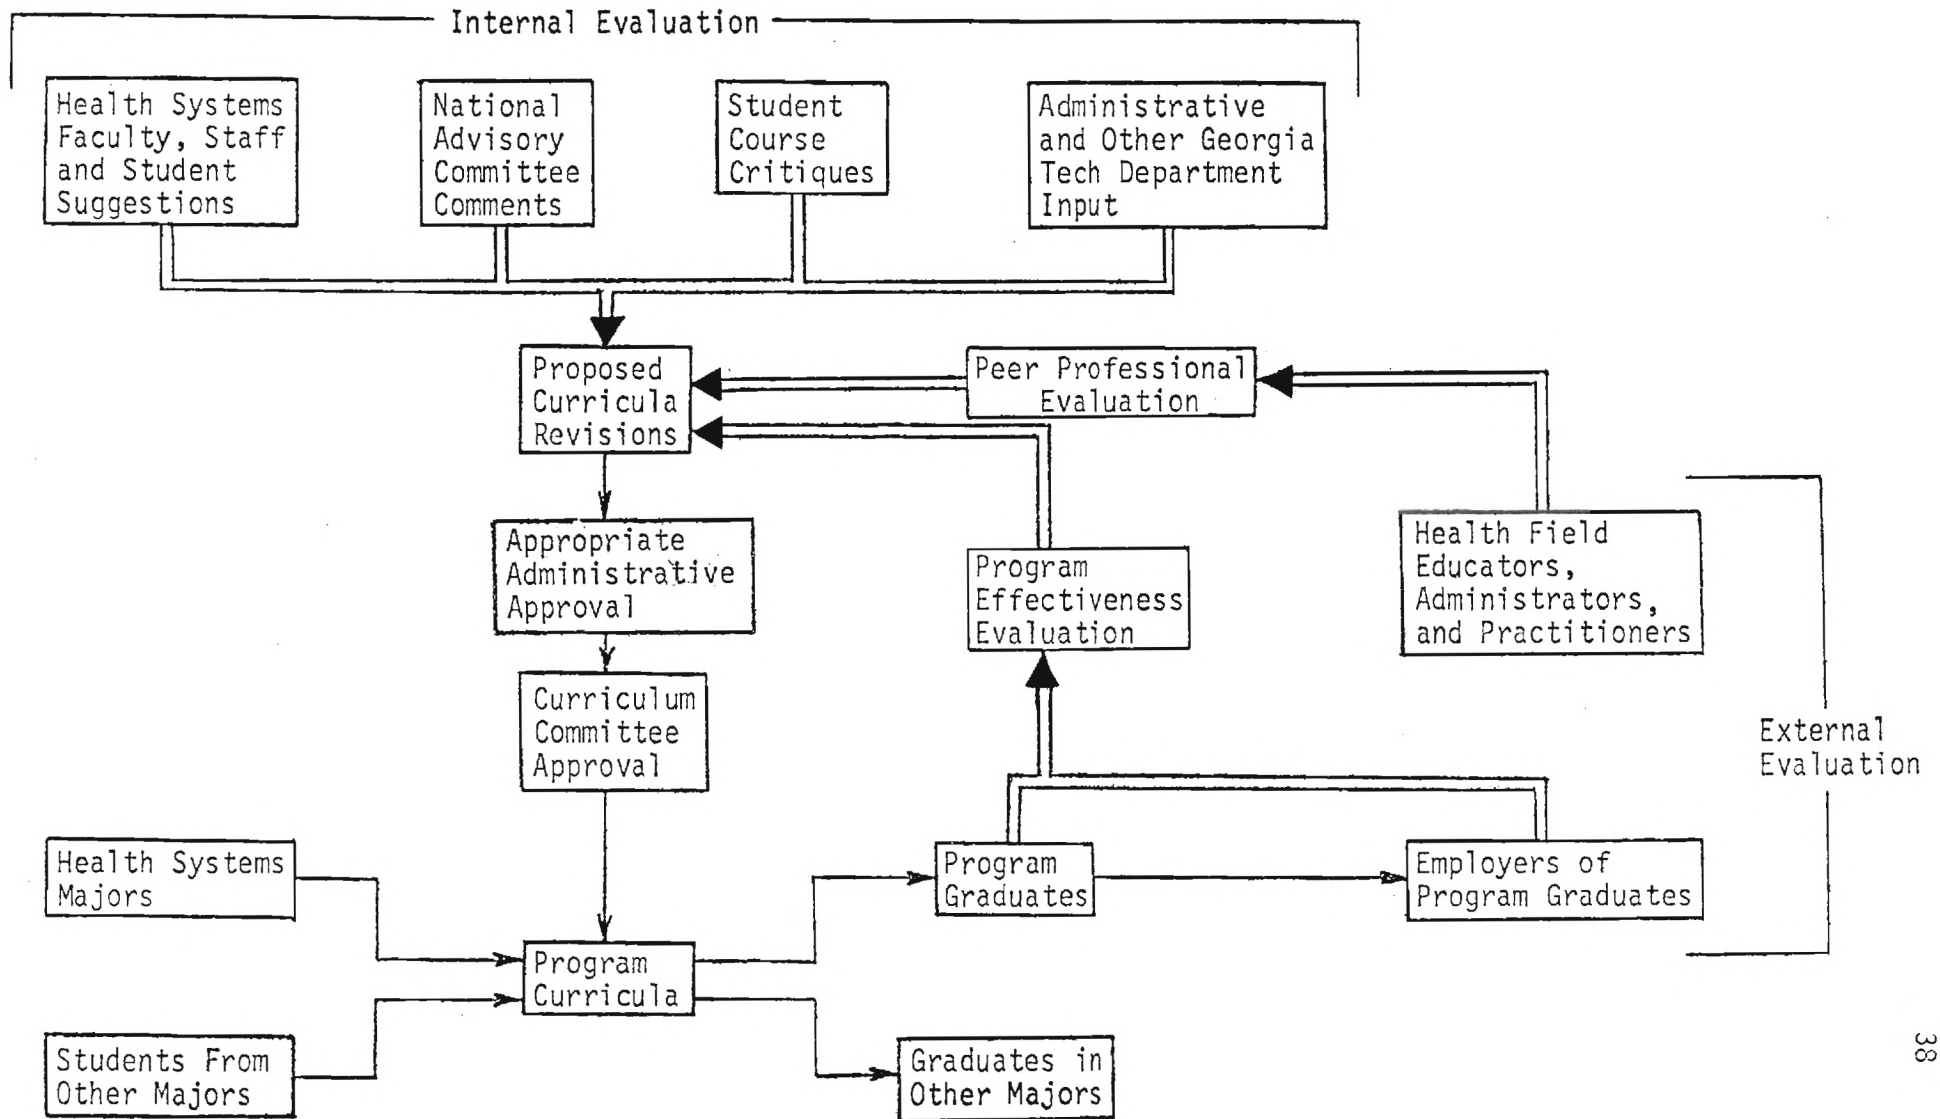 Internal Evaluation
Health Systems
Faculty, Staff
and Student
Suggestions
National
Advisory
Committee
Comments
Student
Course
Critiques
Administrative
and Other Georgia
Tech Department
Input
Proposed
Curricula
Revisions
Peer Professional
Evaluation
Appropriate
Administrative
Approval
Program
Effectiveness
Evaluation
Health Field
Educators,
Administrators,
and Practitioners
Curriculum
Committee
Approval
External
Evaluation
Health Systems
Majors
Program
Graduates
Employers of
Program Graduates
Program
Curricula
Students From
Other Majors
Graduates in
Other Majors
38